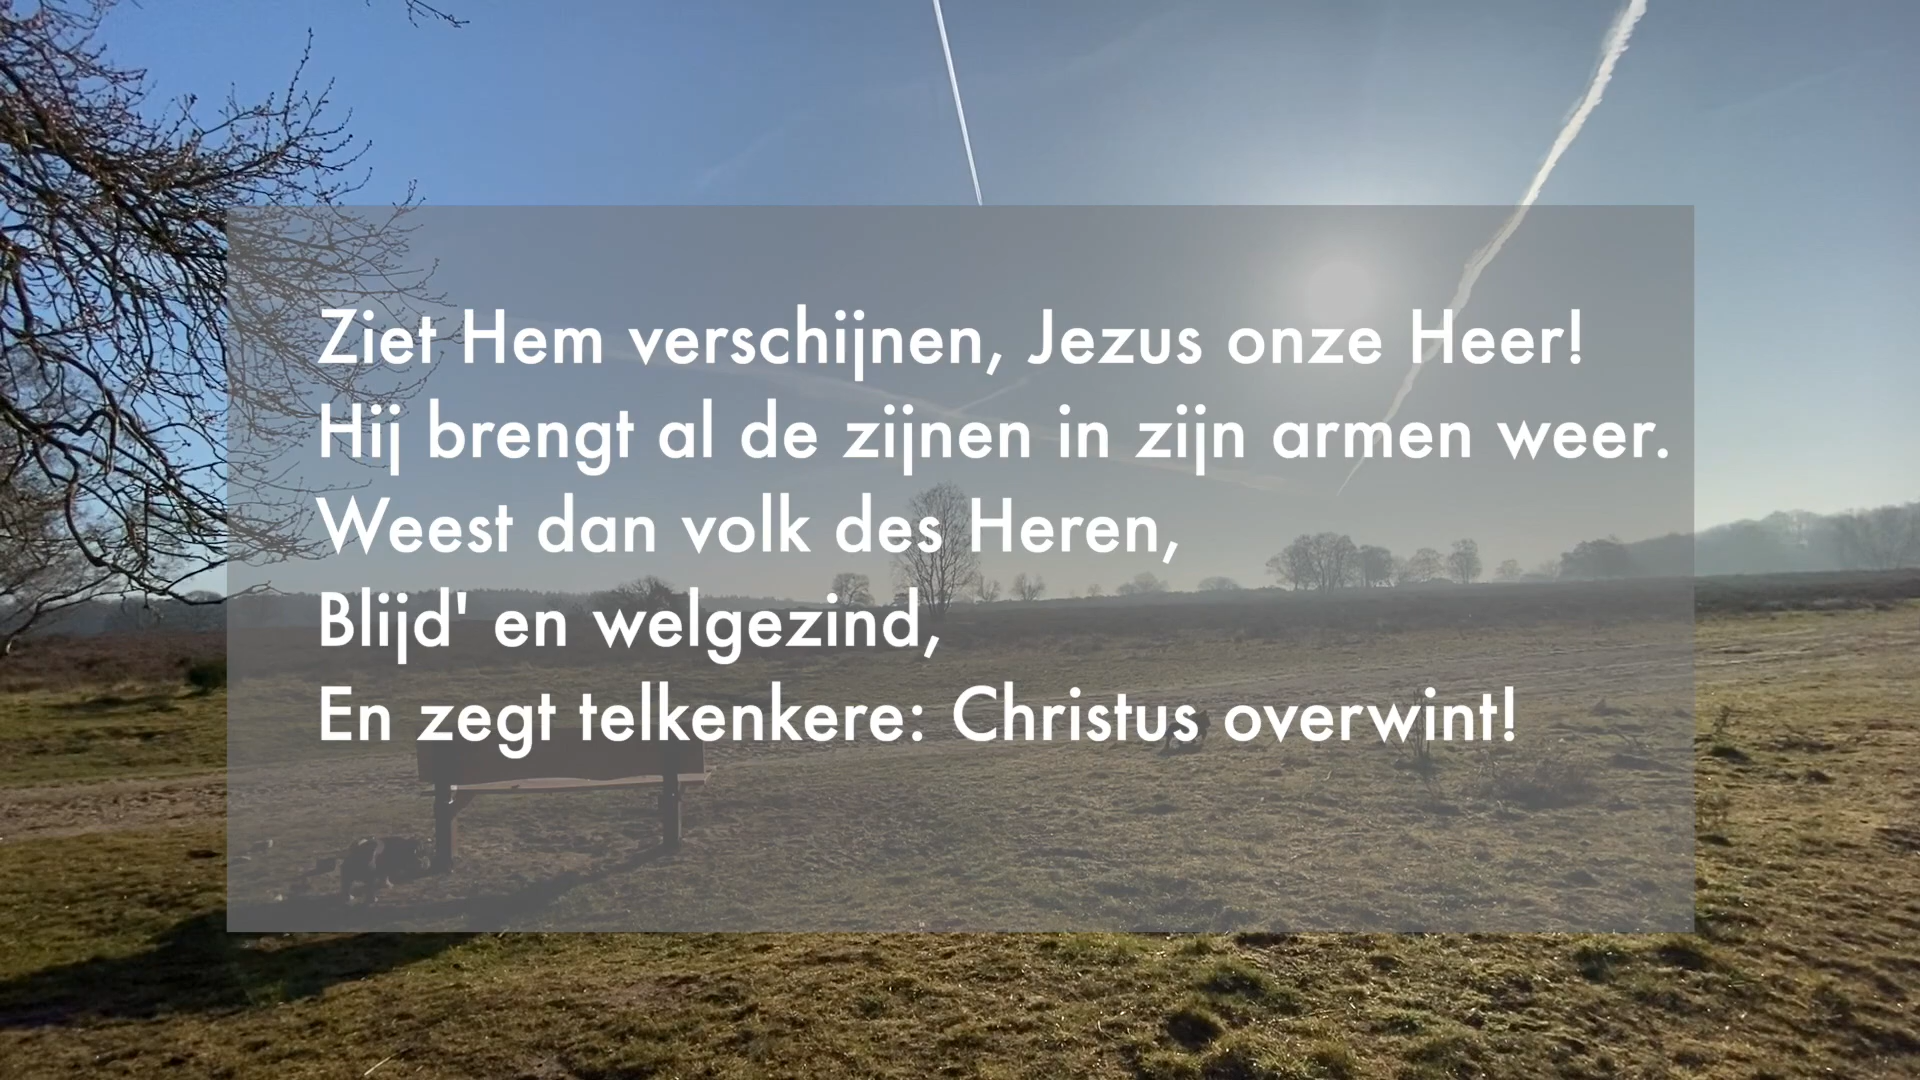 Ziet Hem verschijnen, Jezus onze Heer!
Hij brengt al de zijnen in zijn armen weer.
Weest dan volk des Heren,
Blijd' en welgezind,
En zegt telkenkere: Christus overwint!